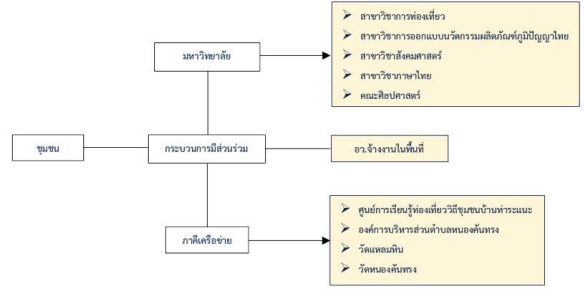 สาขาวิชาการท่องเที่ยว
สาขาวิชาการออกแบบนวัตกรรมผลิตภัณฑ์ภูมิปัญญาไทย
มหาวิทยาลัย
สาขาวิชาสังคมศาสตร์
สาขาวิชาภาษาไทย
คณะศิลปศาสตร์
ชุมชน
กระบวนการมีส่วนร่วม
อว.จ้างงานในพื้นที่
ศูนย์การเรียนรู้ท่องเที่ยววิถีชุมชนบ้านท่าระแนะ
องค์การบริหารส่วนตำบลหนองคันทรง
ภาคีเครือข่าย
วัดแหลมหิน
วัดหนองคันทรง